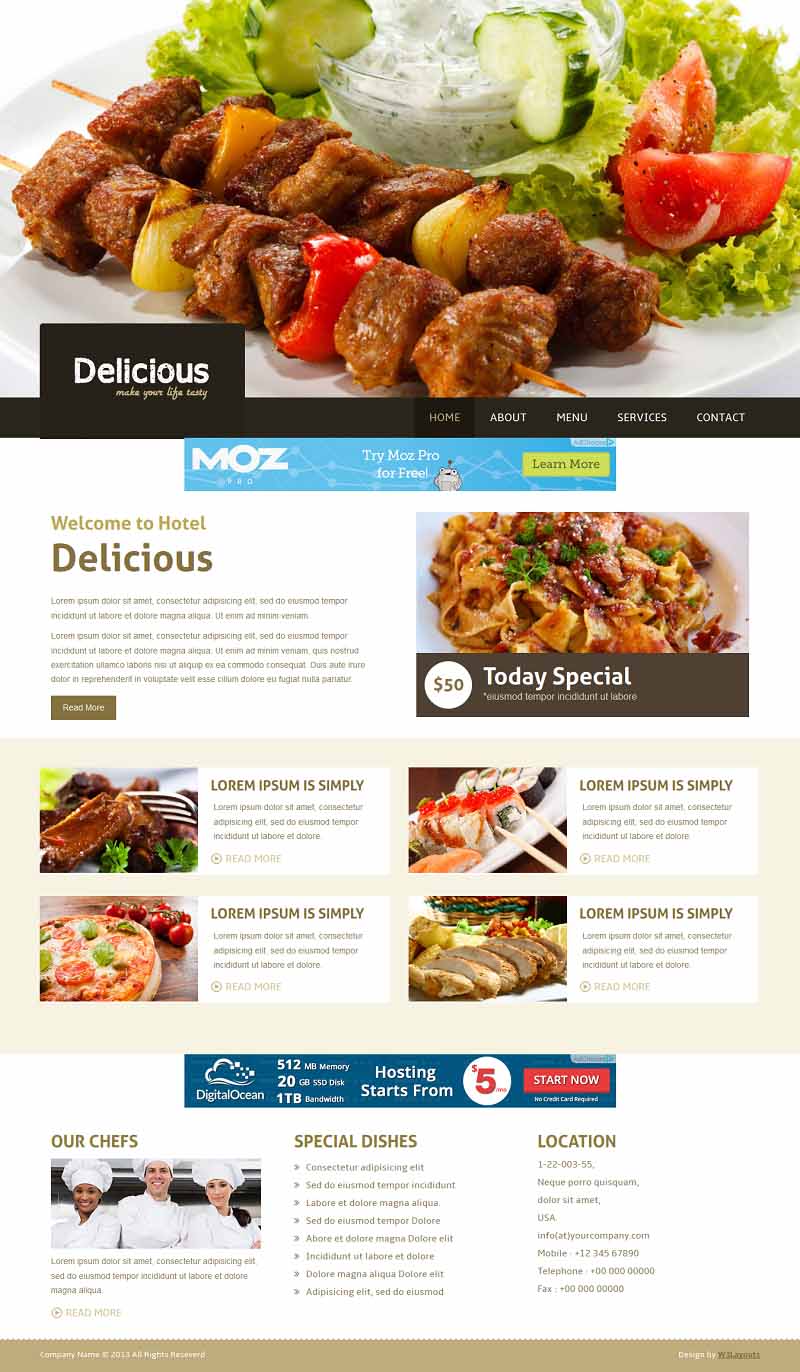 Delicious
make your life tasty
HOME ABOUT MENU SERVICES CONTACT
MOZ
PRO
Try Moz Pro
for Free!
Learn More
AdChoices
Welcome to Hotel
Delicious
Lorem ipsum dolor sit amet, consectetur adipisicing elit, sed do eiusmod tempor
incididunt ut labore et dolore magna aliqua. Ut enim ad minim veniam.
Lorem ipsum dolor sit amet, consectetur adipisicing elit, sed do eiusmod tempor
incididunt ut labore et dolore magna aliqua. Ut enim ad minim veniam, quis nostrud
exercitation ullamco laboris nisi ut aliquip ex ea commodo consequat. Duis aute irure
dolor in reprehenderit in voluptate velit esse cillum dolore eu fugiat nulla pariatur.
Read More
$50
Today Special
*eiusmod tempor incididunt ut labore
LOREM IPSUM IS SIMPLY
Lorem ipsum dolor sit amet, consectetur
adipiscing elit, sed do eiusmod tempor
incididunt ut labore et dolore.
READ MORE
LOREM IPSUM IS SIMPLY
Lorem ipsum dolor sit amet, consectetur
adipiscing elit, sed do eiusmod tempor
incididunt ut labore et dolore.
READ MORE
LOREM IPSUM IS SIMPLY
Lorem ipsum dolor sit amet, consectetur
adipiscing elit, sed do eiusmod tempor
incididunt ut labore et dolore.
READ MORE
LOREM IPSUM IS SIMPLY
Lorem ipsum dolor sit amet, consectetur
adipiscing elit, sed do eiusmod tempor
incididunt ut labore et dolore.
READ MORE
DigitalOcean
512 MB Memory
20 GB SSD Disk
1TB Bandwidth
Hosting
Starts From
$5/mo
START NOW
No Credit Card Required
AdChoices
OUR CHEFS
Lorem ipsum dolor sit amet, consectetur
adipiscing elit, sed do eiusmod tempor
incididunt ut labore et dolore
magna aliqua
READ MORE
SPECIAL DISHES
Consectetur adipisicing elit
Sed do eiusmod tempor incididunt
Labore et dolore magna aliqua.
Sed do eiusmod tempor Dolore
Abore et dolore magna Dolore elit
Incididunt ut labore et dolore
Dolore magna aliqua Dolore elit
Adipisicing elit, sed do eiusmod
LOCATION
1-22-003-55,
Neque porro quisquam,
dolor sit amet,
USA.
info(at)yourcompany.com
Mobile : +12 345 67890
Telephone : +00 000 00000
Fax : +00 000 00000
Company Name © 2013 All Rights Reseverd
Design by W3Layouts